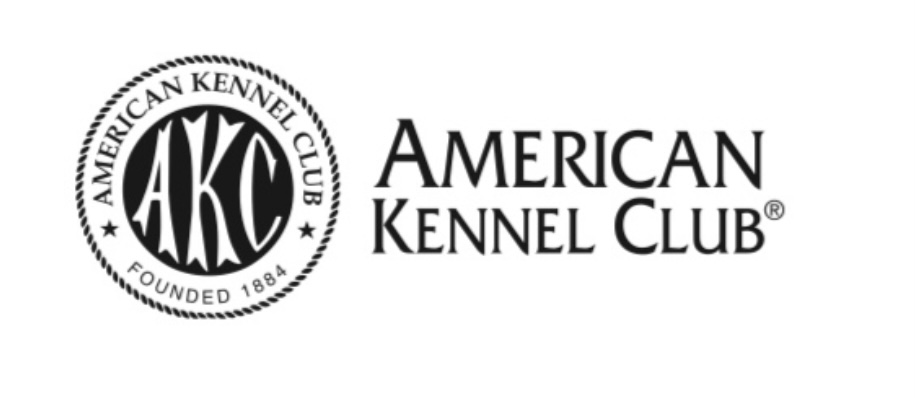 AMERICAN KENNEL CLUB
AKC
FOUNDED 1884
AMERICAN
KENNEL CLUB®